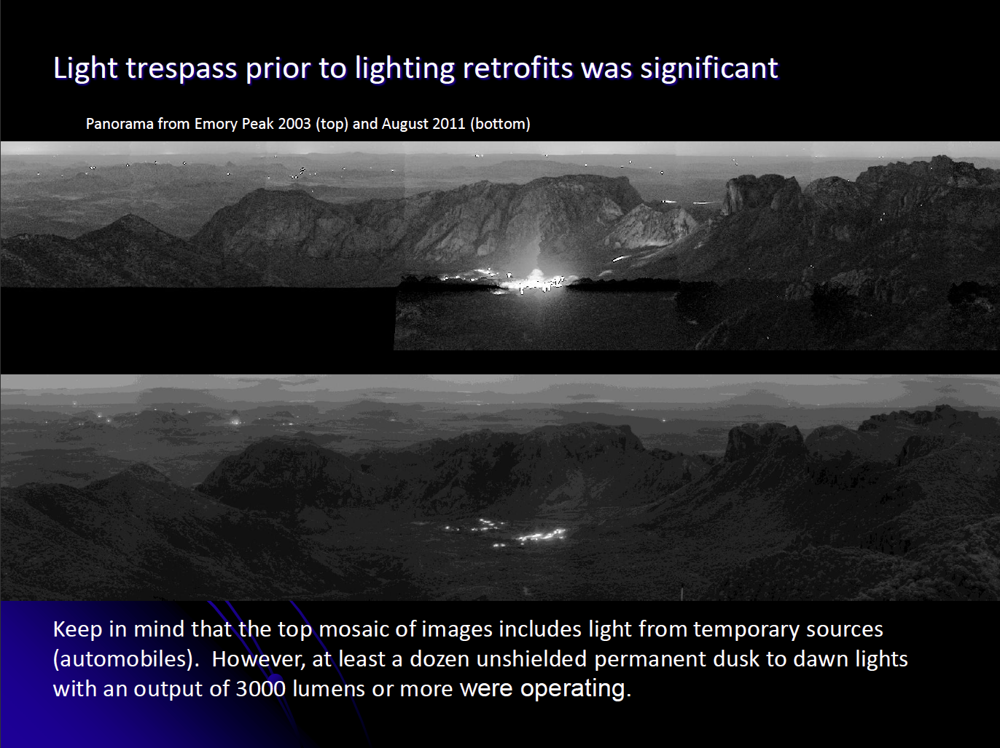 Light trespass prior to lighting retrofits was significant
Panorama from Emory Peak 2003 (top) and August 2011 (bottom)
Keep in mind that the top mosaic of images includes light from temporary sources
(automobiles).  However, at least a dozen unshielded permanent dusk to dawn lights
with an output of 3000 lumens or more were operating.